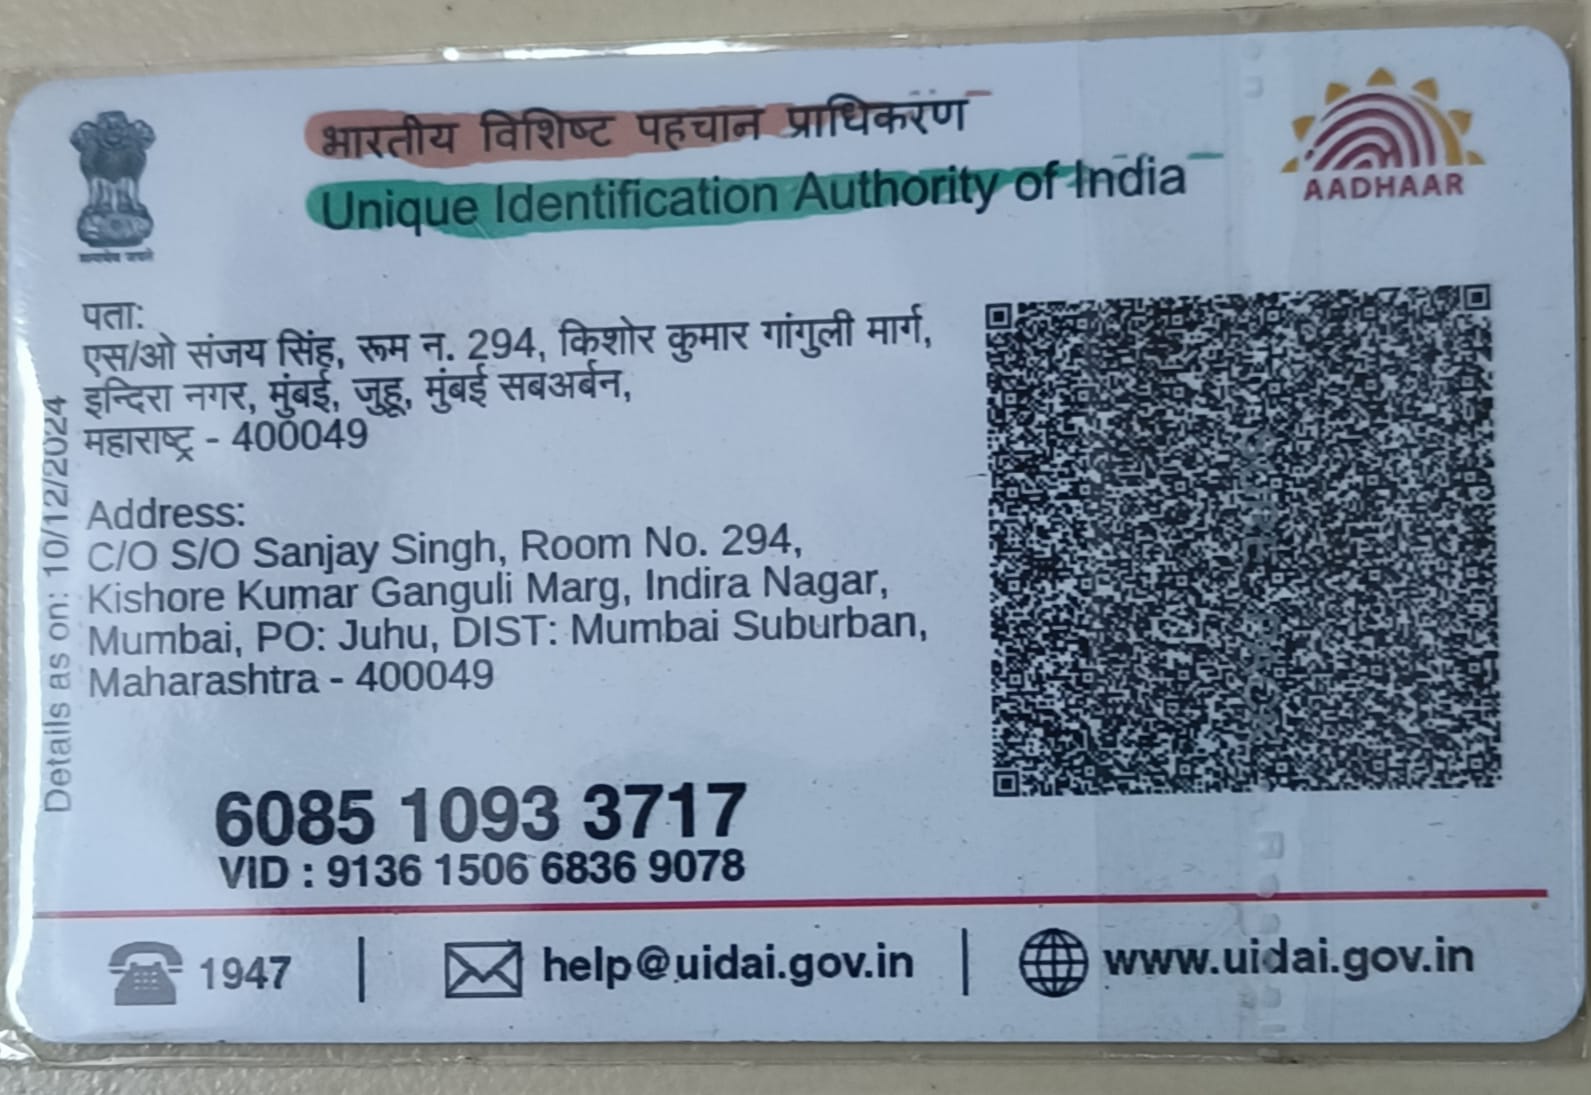 भारतीय विशिष्ट पहचान प्राधिकरण
Unique Identification Authority of India
AADHAAR
सत्यमेव जयते
पता:
एस/ओ संजय सिंह, रूम न. 294, किशोर कुमार गांगुली मार्ग,
इन्दिरा नगर, मुंबई, जुहू, मुंबई सबअर्बन,
महाराष्ट्र - 400049
Address:
C/O S/O Sanjay Singh, Room No. 294,
Kishore Kumar Ganguli Marg, Indira Nagar,
Mumbai, PO: Juhu, DIST: Mumbai Suburban,
Maharashtra - 400049
Details as on: 10/12/2024
6085 1093 3717
VID : 9136 1506 6836 9078
1947
help@uidai.gov.in
www.uidai.gov.in